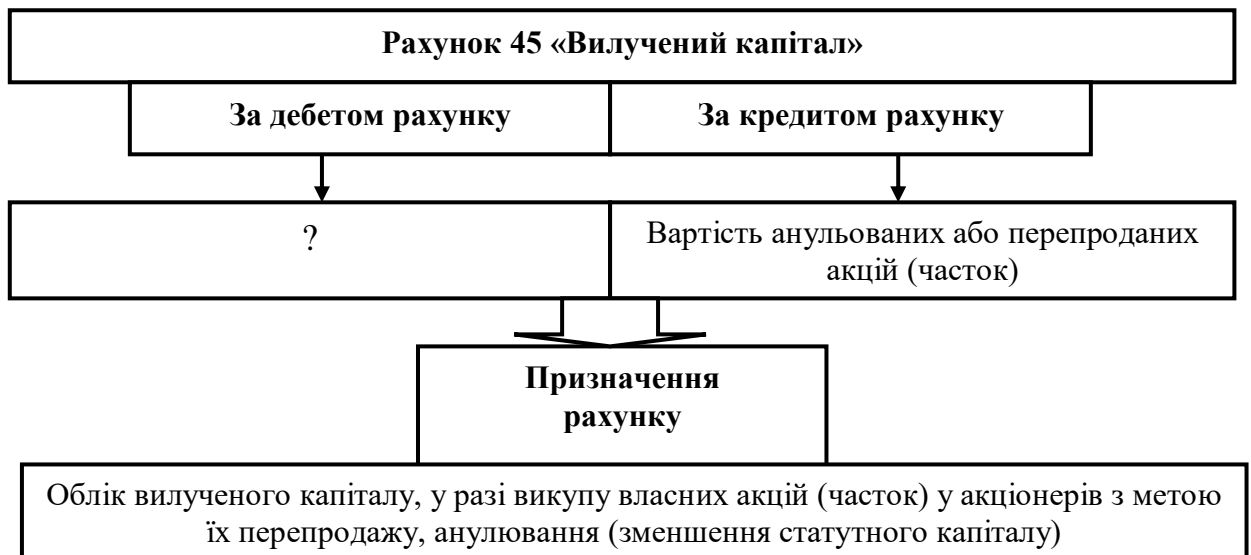 Рахунок 45 «Вилучений капітал»
За дебетом рахунку
За кредитом рахунку
?
Вартість анульованих або перепроданих
акцій (часток)
Призначення
рахунку
Облік вилученого капіталу, у разі викупу власних акцій (часток) у акціонерів з метою
їх перепродажу, анулювання (зменшення статутного капіталу)